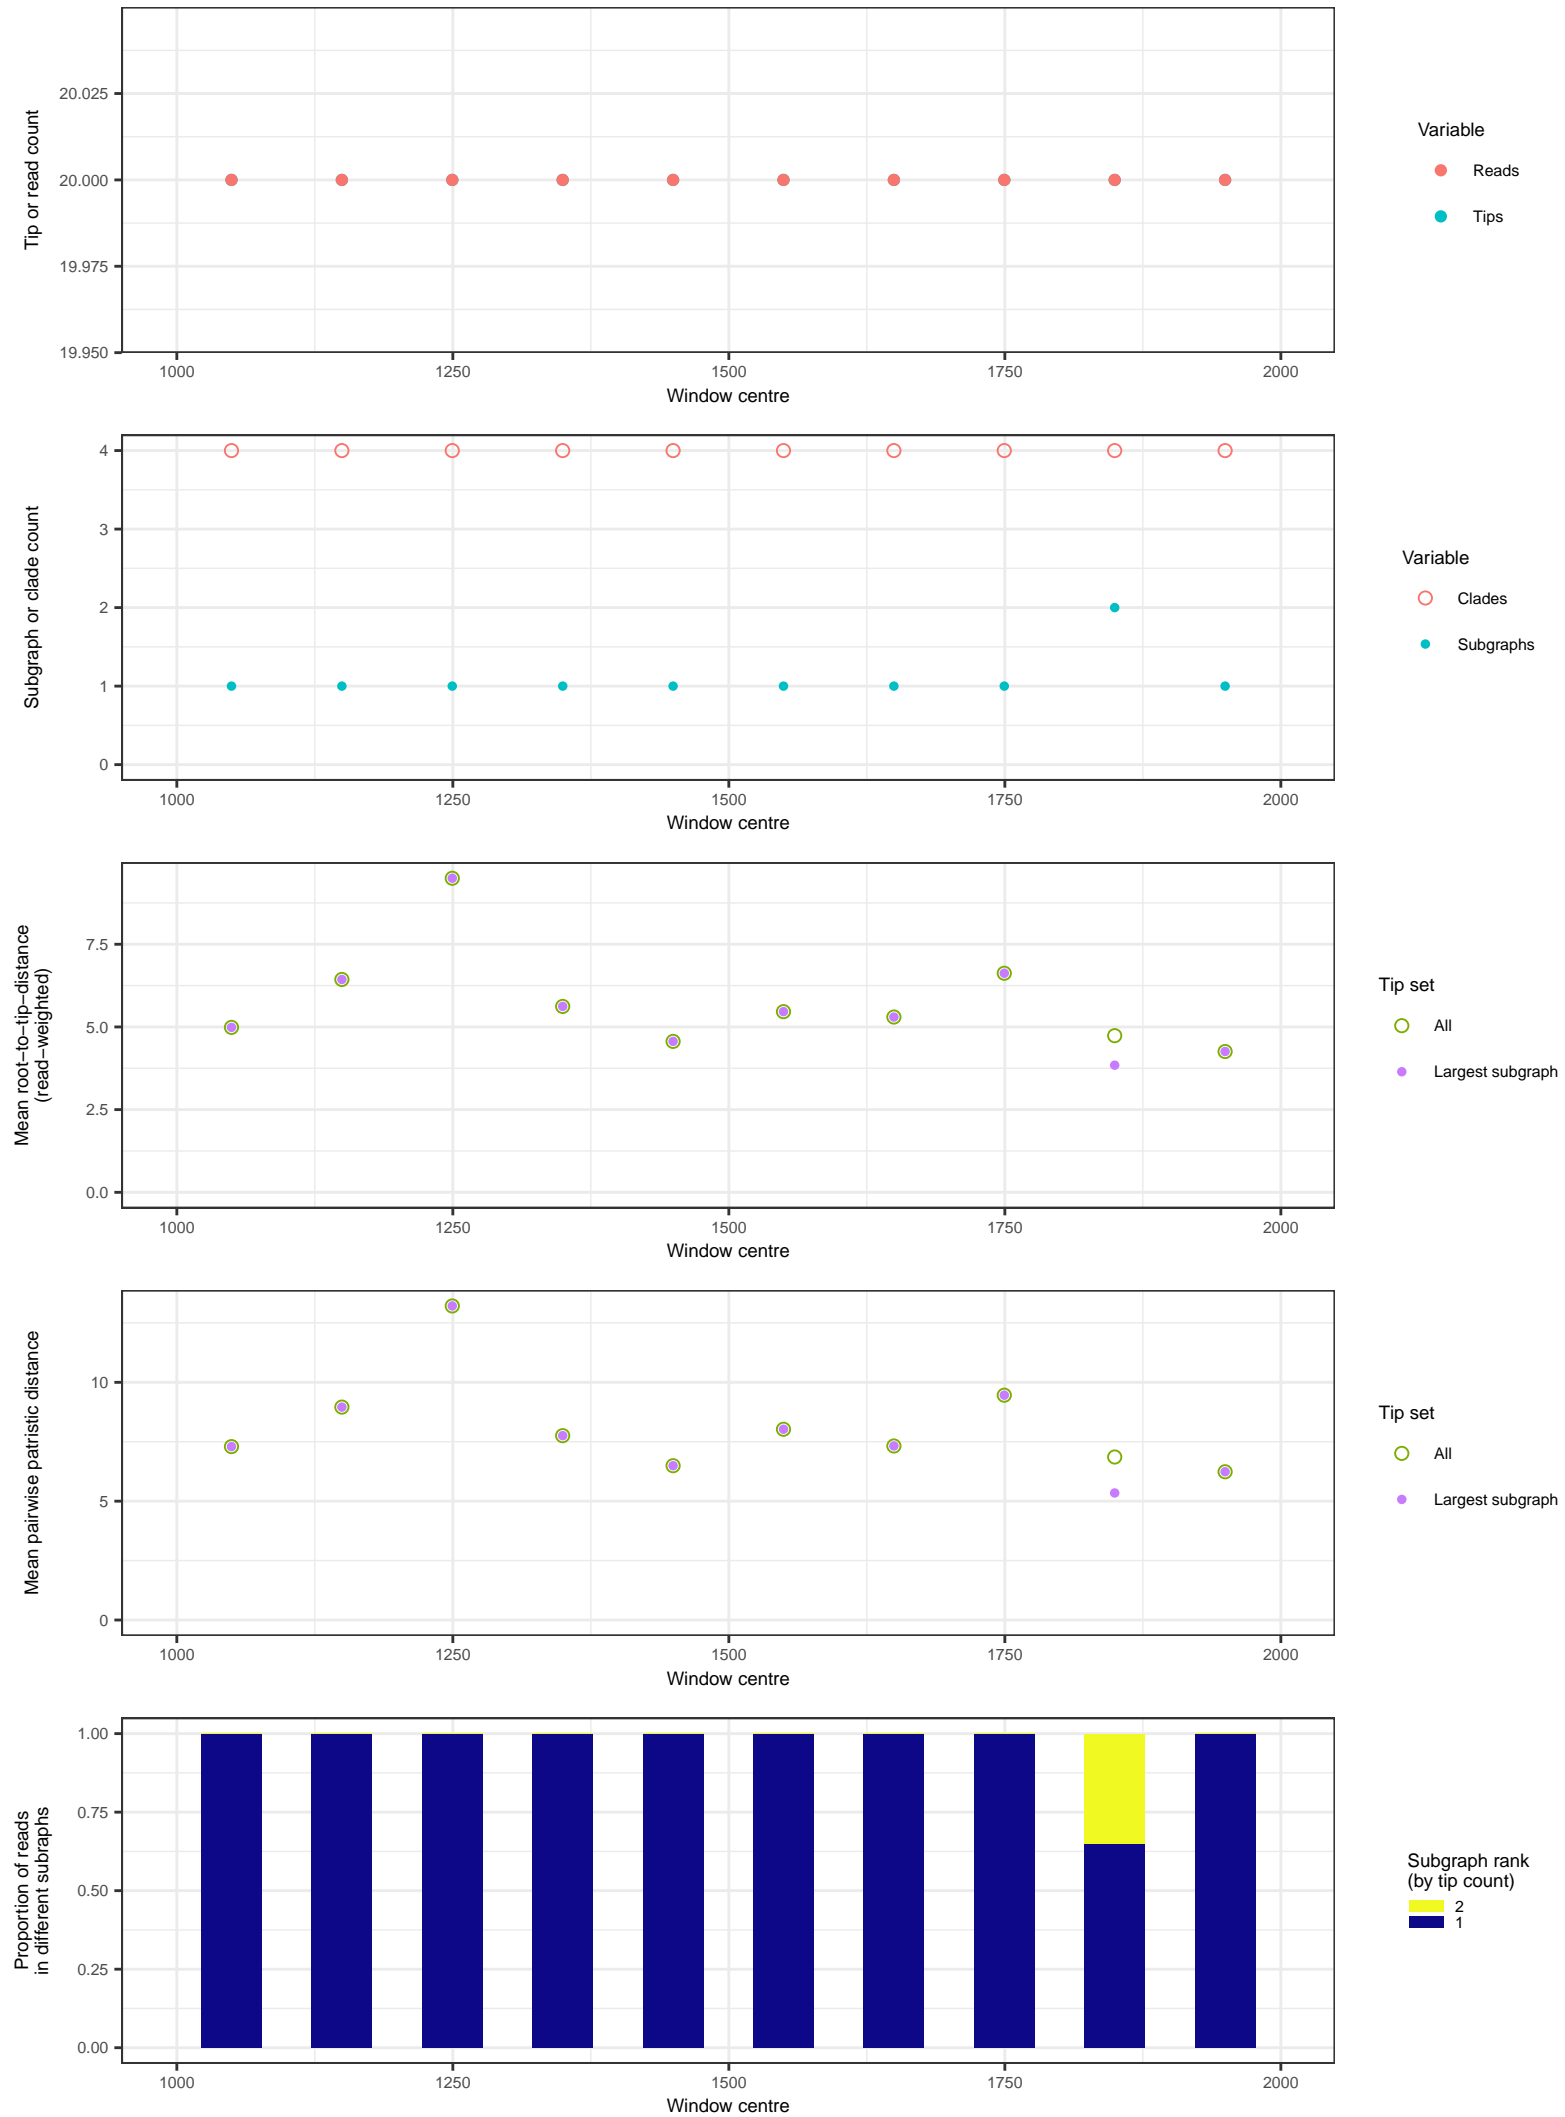 Tip or read count
20.025
20.000
19.975
19.950
1000 1250 1500 1750 2000
Window centre
Variable
Reads
Tips
Subgraph or clade count
4
3
2
1
0
1000 1250 1500 1750 2000
Window centre
Variable
Clades
Subgraphs
Mean root−to−tip−distance
(read−weighted)
7.5
5.0
2.5
0.0
1000 1250 1500 1750 2000
Window centre
Tip set
All
Largest subgraph
Mean pairwise patristic distance
10
5
0
1000 1250 1500 1750 2000
Window centre
Tip set
All
Largest subgraph
Proportion of reads
in different subraphs
1.00
0.75
0.50
0.25
0.00
1000 1250 1500 1750 2000
Window centre
Subgraph rank
(by tip count)
2
1